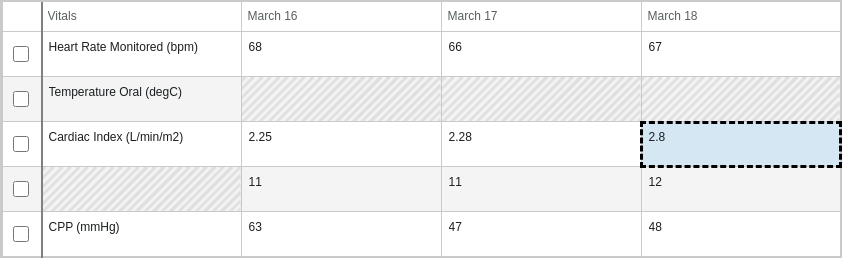 Vitals March 16 March 17 March 18
Heart Rate Monitored (bpm) 68 66 67
Temperature Oral (degC)
Cardiac Index (L/min/m2) 2.25 2.28 2.8
11 11 12
CPP (mmHg) 63 47 48